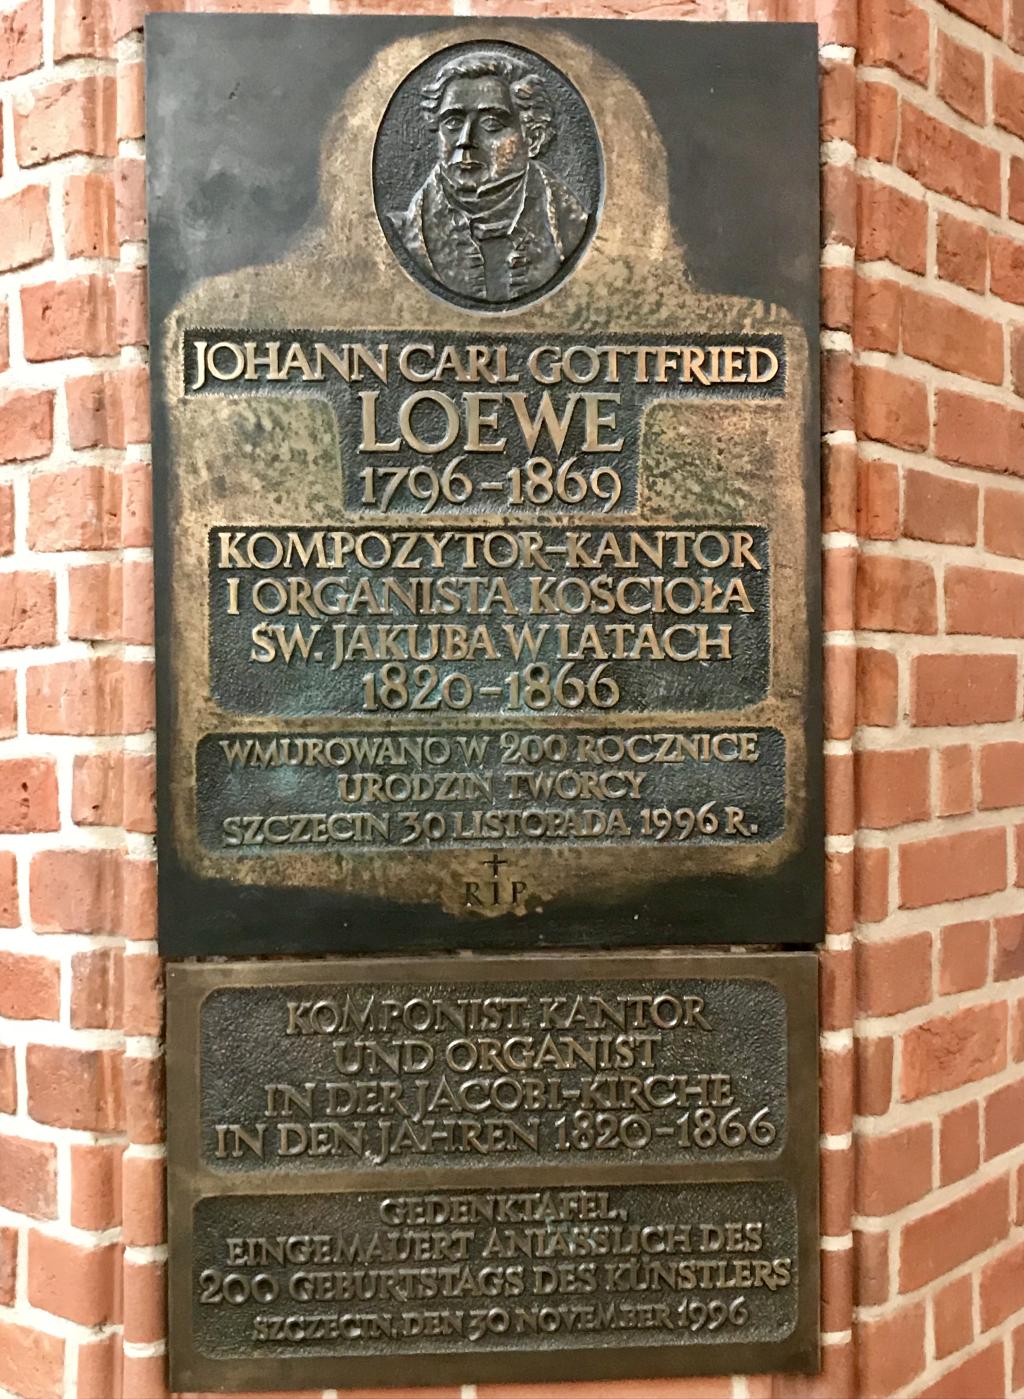 JOHANN CARL GOTTFRIED
LOEWE
1796-1869
KOMPOZYTOR-KANTOR
I ORGANISTA KOŚCIOŁA
ŚW. JAKUBA W LATACH
1820-1866
WMUROWANO W 200 ROCZNICE
URODZIN TWÓRCY
SZCZECIN 30 LISTOPADA 1996 R.
RIP
KOMPONIST, KANTOR
UND ORGANIST
IN DER JACOBI-KIRCHE
IN DEN JAHREN 1820-1866
GEDENKTAFEL,
EINGEMAUERT ANLÄSSLICH DES
200 GEBURTSTAGS DES KÜNSTLERS
SZCZECIN, DEN 30 NOVEMBER 1996